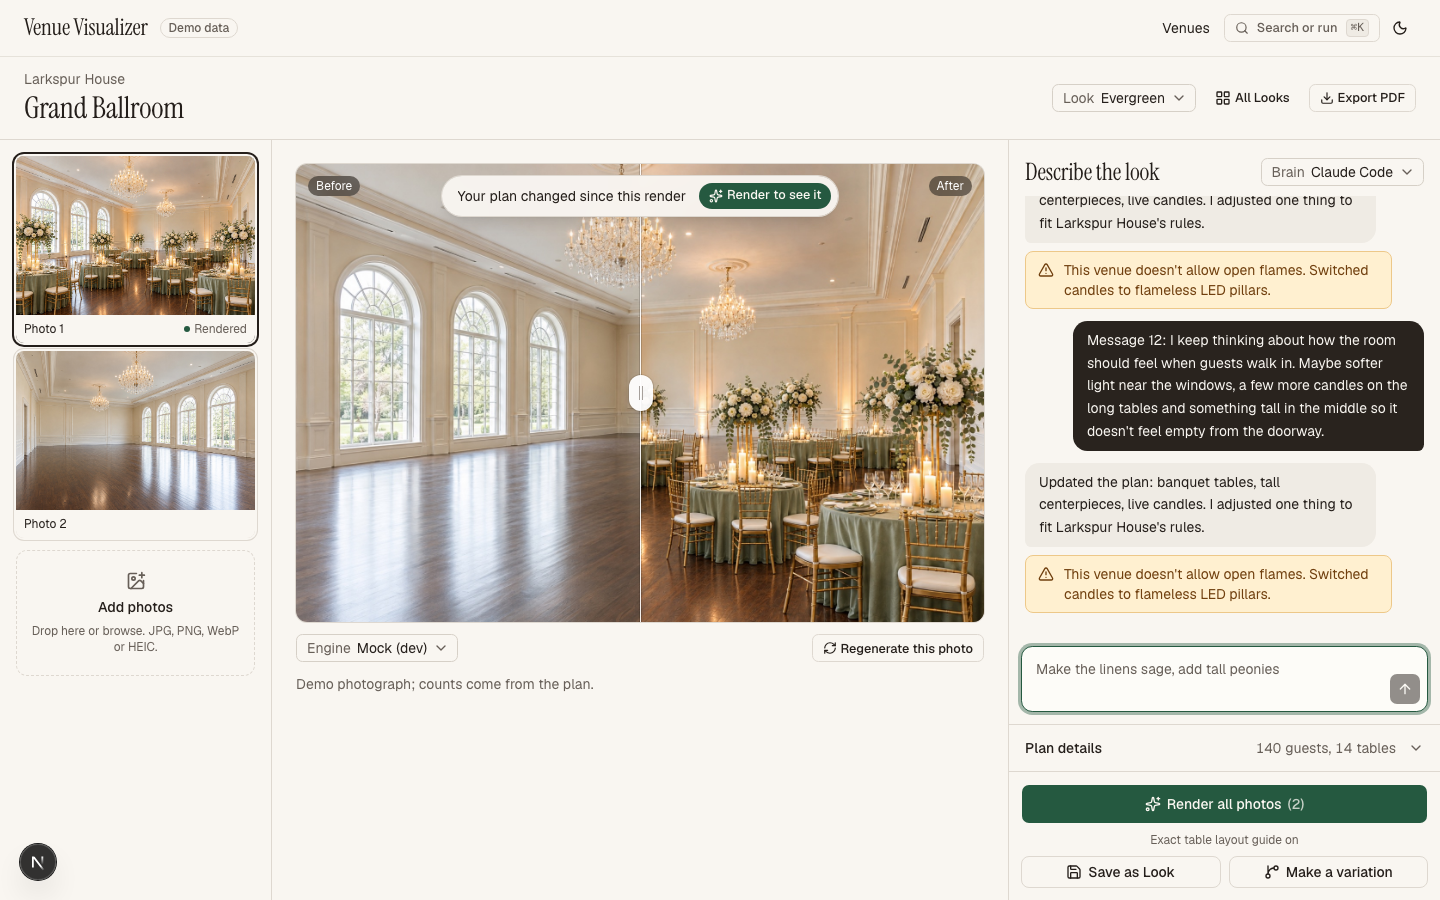 Venue Visualizer
Demo data
Venues
Search or run
⌘K
Larkspur House
Grand Ballroom
Look Evergreen
All Looks
Export PDF
Photo 1
Rendered
Photo 2
Add photos
Drop here or browse. JPG, PNG, WebP
or HEIC.
N
Before
Your plan changed since this render
Render to see it
After
Engine Mock (dev)
Regenerate this photo
Demo photograph; counts come from the plan.
Describe the look
Brain Claude Code
centerpieces, live candles. I adjusted one thing to
fit Larkspur House's rules.
This venue doesn't allow open flames. Switched
candles to flameless LED pillars.
Message 12: I keep thinking about how the room
should feel when guests walk in. Maybe softer
light near the windows, a few more candles on the
long tables and something tall in the middle so it
doesn't feel empty from the doorway.
Updated the plan: banquet tables, tall
centerpieces, live candles. I adjusted one thing to
fit Larkspur House's rules.
This venue doesn't allow open flames. Switched
candles to flameless LED pillars.
Make the linens sage, add tall peonies
Plan details
140 guests, 14 tables
Render all photos (2)
Exact table layout guide on
Save as Look
Make a variation